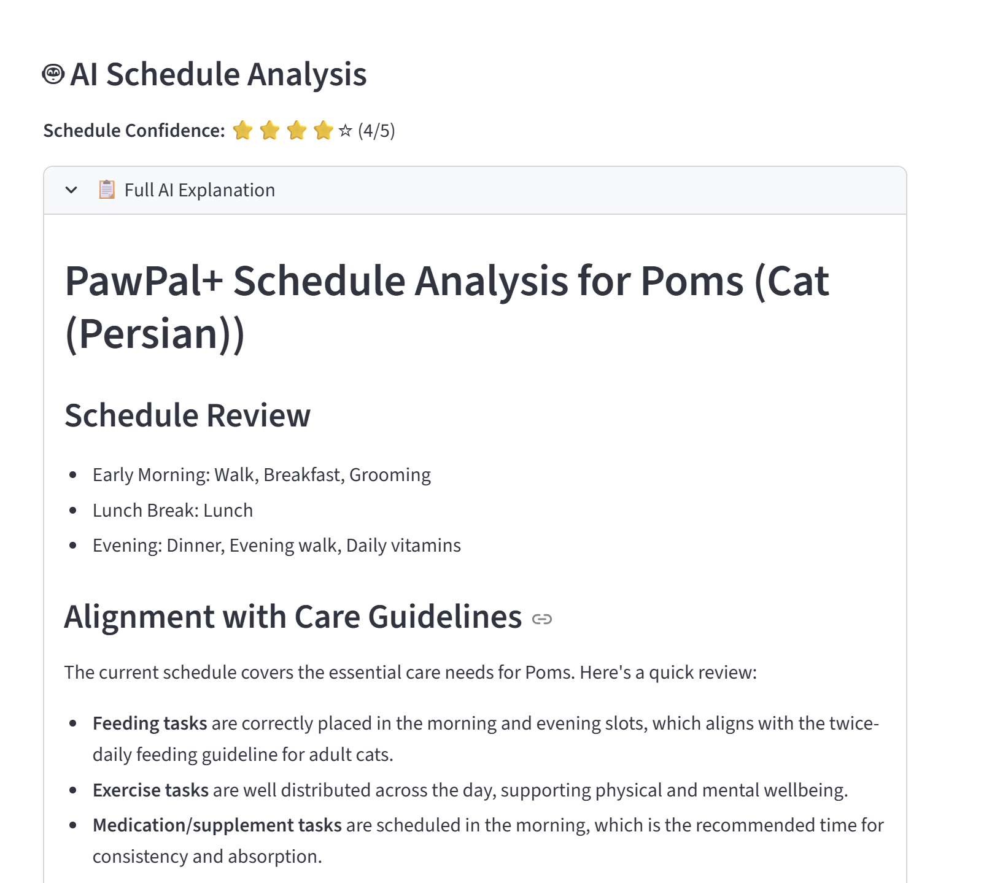 AI Schedule Analysis
Schedule Confidence: ⭐⭐⭐⭐☆ (4/5)
📋 Full AI Explanation
PawPal+ Schedule Analysis for Poms (Cat
(Persian))
Schedule Review
• Early Morning: Walk, Breakfast, Grooming
• Lunch Break: Lunch
• Evening: Dinner, Evening walk, Daily vitamins
Alignment with Care Guidelines
The current schedule covers the essential care needs for Poms. Here's a quick review:
• Feeding tasks are correctly placed in the morning and evening slots, which aligns with the twice-
daily feeding guideline for adult cats.
• Exercise tasks are well distributed across the day, supporting physical and mental wellbeing.
• Medication/supplement tasks are scheduled in the morning, which is the recommended time for
consistency and absorption.